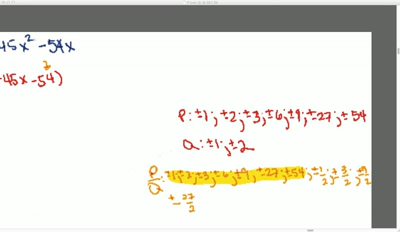 45x² - 54x
45x - 54)
P: ±1, ±2, ±3, ±6, ±9, ±27, ±54
Q: ±1, ±2
P/Q: ±1, ±2, ±3, ±6, ±9, ±27, ±54, ±1/2, ±3/2, ±9/2
± 27/2